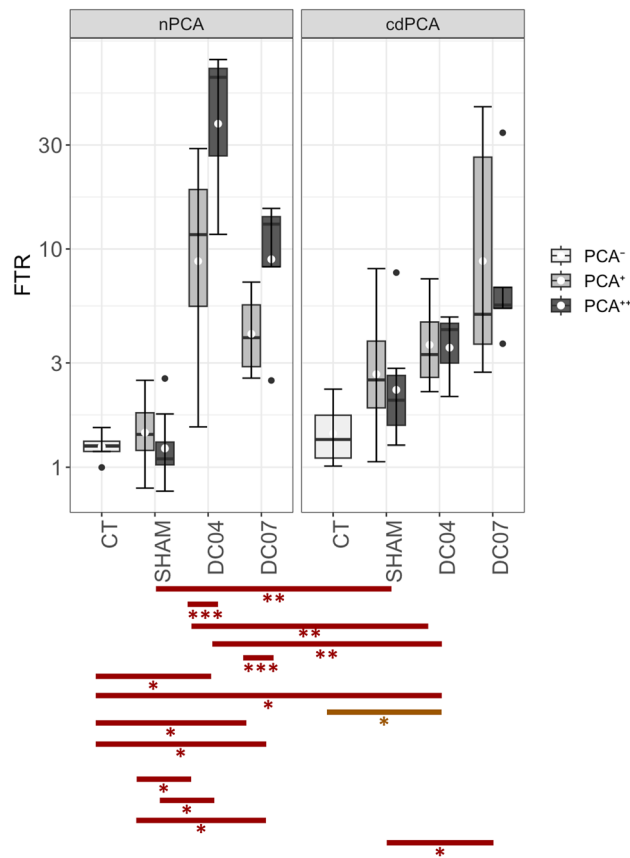 nPCA
cdPCA
FTR
30
10
3
1
PCA⁻
PCA⁺
PCA⁺⁺
CT
SHAM
DC04
DC07
CT
SHAM
DC04
DC07
**
***
**
**
***
*
*
*
*
*
*
*
*
*